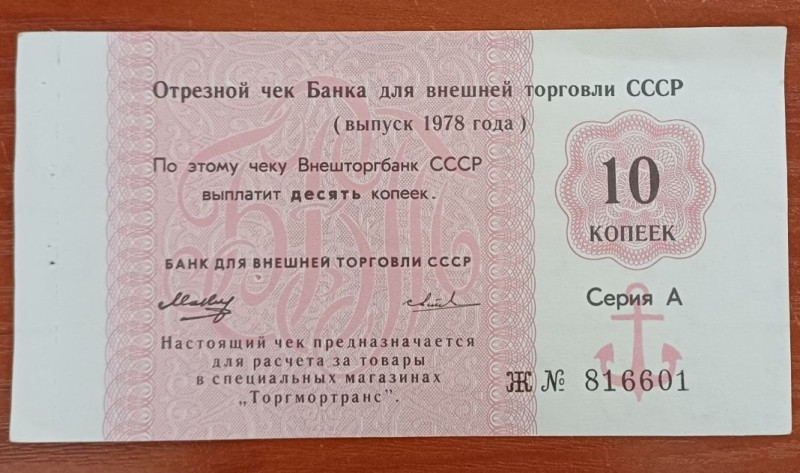 Отрезной чек Банка для внешней торговли СССР
(выпуск 1978 года)
По этому чеку Внешторгбанк СССР
выплатит десять копеек.
10
КОПЕЕК
БАНК ДЛЯ ВНЕШНЕЙ ТОРГОВЛИ СССР
Серия А
Настоящий чек предназначается
для расчета за товары
в специальных магазинах
„Торгмортранс".
Ж № 816601